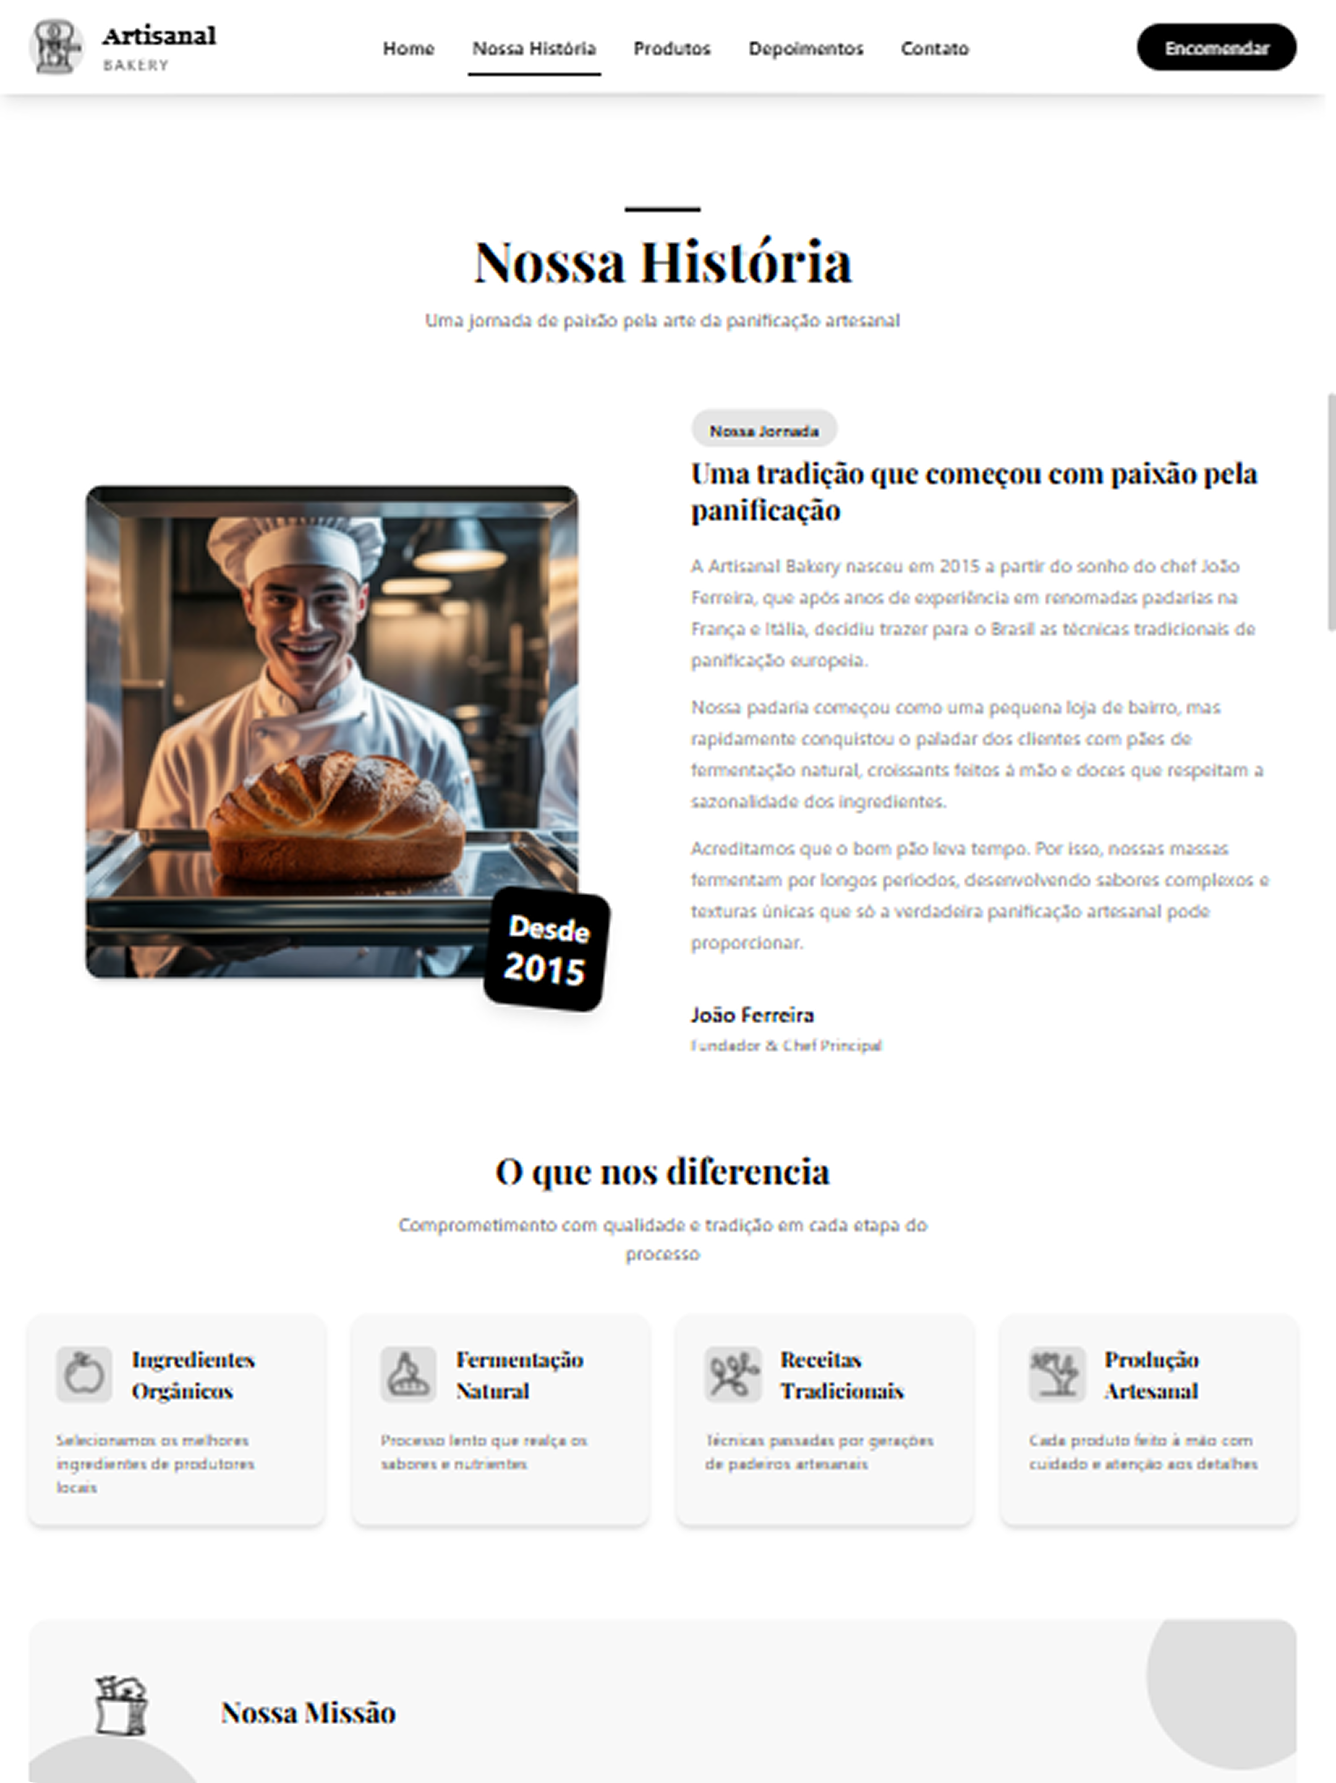 Artisanal
BAKERY
Home Nossa História Produtos Depoimentos Contato
Encomendar
Nossa História
Uma jornada de paixão pela arte da panificação artesanal
Nossa Jornada
Uma tradição que começou com paixão pela
panificação
A Artisanal Bakery nasceu em 2015 a partir do sonho do chef João
Ferreira, que após anos de experiência em renomadas padarias na
França e Itália, decidiu trazer para o Brasil as técnicas tradicionais de
panificação europeia.
Nossa padaria começou como uma pequena loja de bairro, mas
rapidamente conquistou o paladar dos clientes com pães de
fermentação natural, croissants feitos à mão e doces que respeitam a
sazonalidade dos ingredientes.
Acreditamos que o bom pão leva tempo. Por isso, nossas massas
fermentam por longos períodos, desenvolvendo sabores complexos e
texturas únicas que só a verdadeira panificação artesanal pode
proporcionar.
Desde
2015
João Ferreira
Fundador & Chef Principal
O que nos diferencia
Comprometimento com qualidade e tradição em cada etapa do
processo
Ingredientes
Orgânicos
Selecionamos os melhores
ingredientes de produtores
locais
Fermentação
Natural
Processo lento que realça os
sabores e nutrientes
Receitas
Tradicionais
Técnicas passadas por gerações
de padeiros artesanais
Produção
Artesanal
Cada produto feito à mão com
cuidado e atenção aos detalhes
Nossa Missão